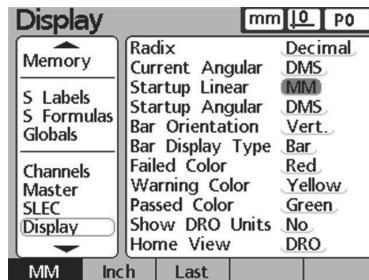 Display mm 0 P0
Memory
S Labels
S Formulas
Globals
Channels
Master
SLEC
Display
Radix Decimal
Current Angular DMS
Startup Linear MM
Startup Angular DMS
Bar Orientation Vert.
Bar Display Type Bar
Failed Color Red
Warning Color Yellow
Passed Color Green
Show DRO Units No
Home View DRO
MM Inch Last